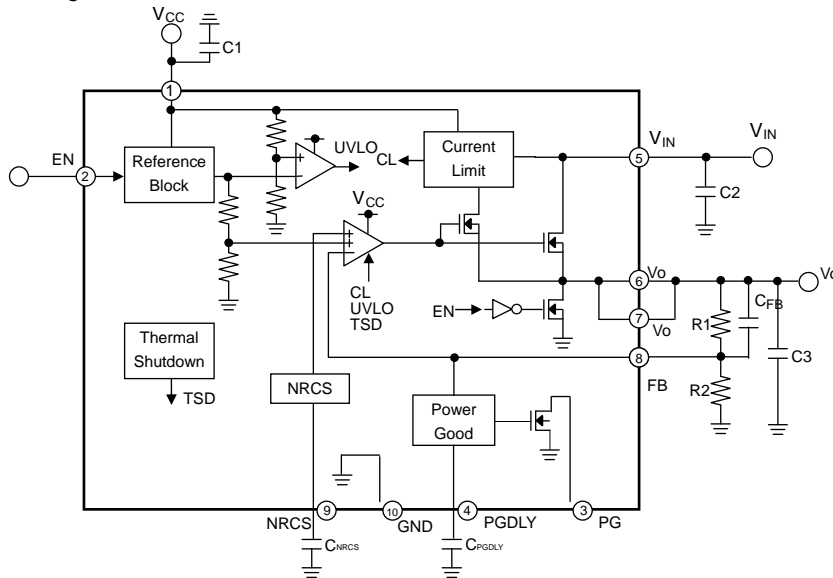 VCC
C1
1
EN
2
Reference
Block
UVLO
CL
Current
Limit
VIN
5
VIN
C2
VCC
CL
UVLO
TSD
EN
6
Vo
7
Vo
Vo
R1
CFB
C3
8
FB
R2
Thermal
Shutdown
TSD
NRCS
Power
Good
NRCS
9
10
GND
4
PGDLY
3
PG
CNRCS
CPGDLY